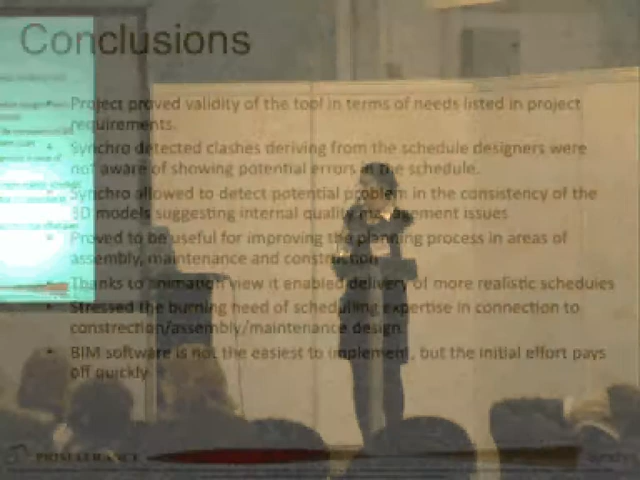 Conclusions
• Project proved validity of the tool in terms of needs listed in project
requirements.
• Synchro detected clashes deriving from the schedule designers were
not aware of showing potential errors in the schedule.
• Synchro allowed to detect potential problem in the consistency of the
3D models suggesting internal quality management issues
• Proved to be useful for improving the planning process in areas of
assembly, maintenance and construction
• Thanks to animation view it enabled delivery of more realistic schedules
• Stressed the burning need of scheduling expertise in connection to
constrection/assembly/maintenance design
• BIM software is not the easiest to implement, but the initial effort pays
off quickly